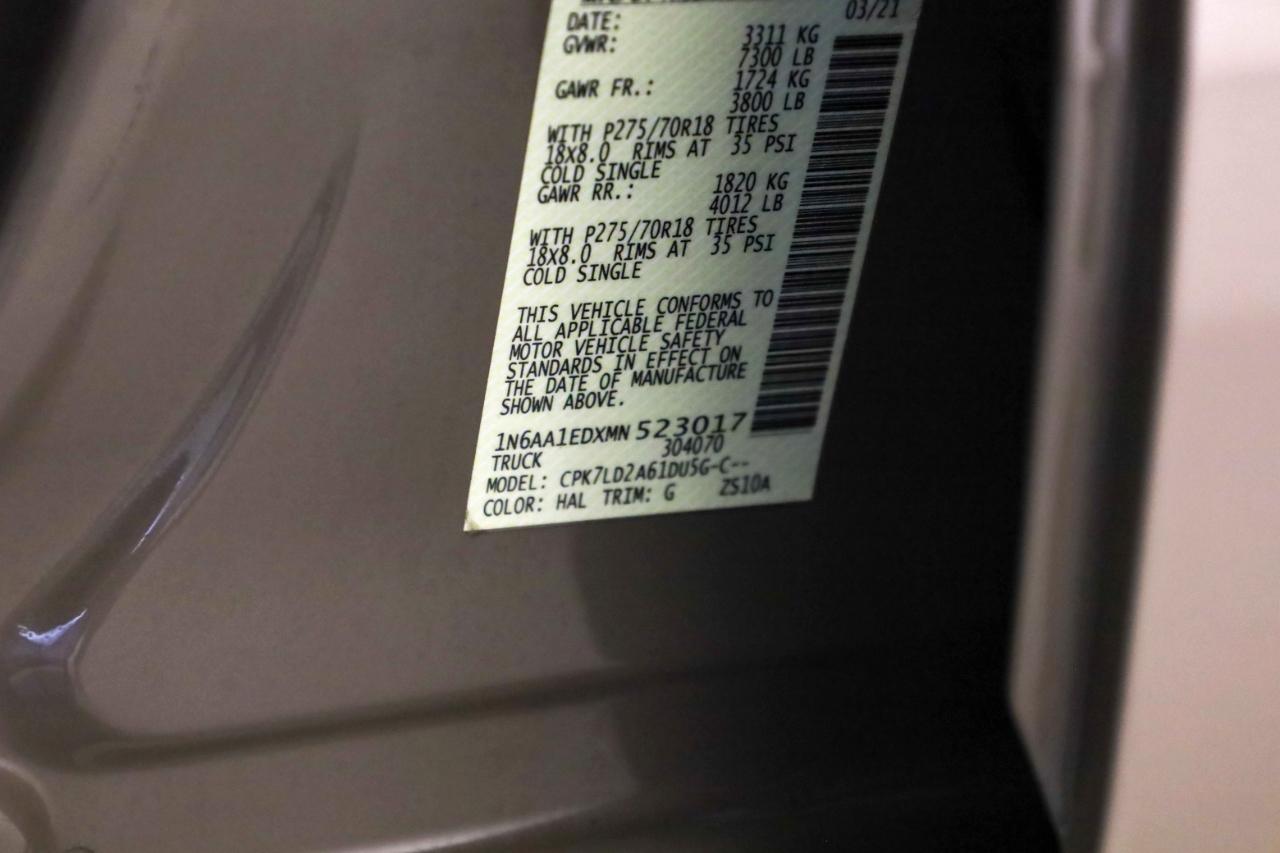 DATE: 03/21
GVWR: 3311 KG
7300 LB
GAWR FR.: 1724 KG
3800 LB
WITH P275/70R18 TIRES
18X8.0 RIMS AT 35 PSI
COLD SINGLE
GAWR RR.: 1820 KG
4012 LB
WITH P275/70R18 TIRES
18X8.0 RIMS AT 35 PSI
COLD SINGLE
THIS VEHICLE CONFORMS TO
ALL APPLICABLE FEDERAL
MOTOR VEHICLE SAFETY
STANDARDS IN EFFECT ON
THE DATE OF MANUFACTURE
SHOWN ABOVE.
1N6AA1EDXMN523017
TRUCK 304070
MODEL: CPK7LD2A61DU5G-C--
COLOR: HAL TRIM: G ZS10A